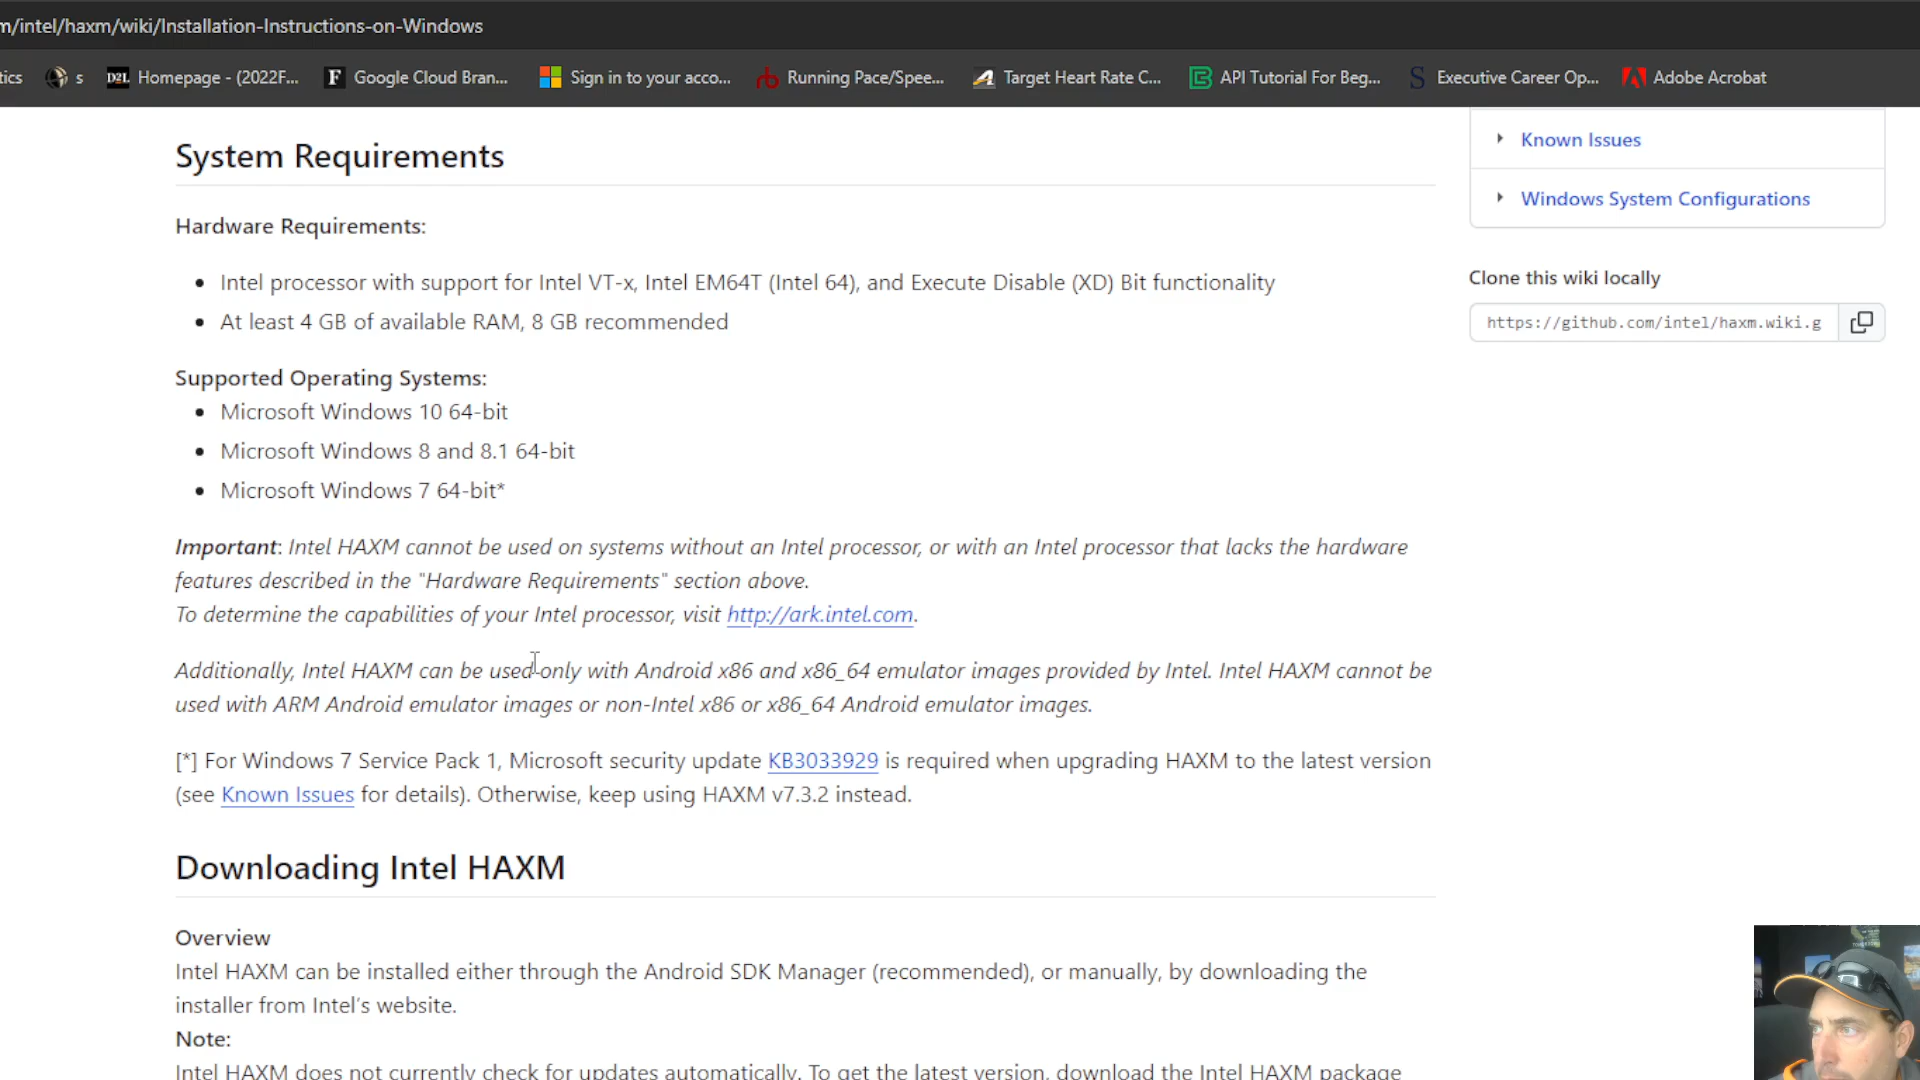 m/intel/haxm/wiki/Installation-Instructions-on-Windows
tics s D2L Homepage - (2022F... F Google Cloud Bran... Sign in to your acco... Running Pace/Spee... Target Heart Rate C... API Tutorial For Beg... S Executive Career Op... Adobe Acrobat
System Requirements
Hardware Requirements:
• Intel processor with support for Intel VT-x, Intel EM64T (Intel 64), and Execute Disable (XD) Bit functionality
• At least 4 GB of available RAM, 8 GB recommended
Supported Operating Systems:
• Microsoft Windows 10 64-bit
• Microsoft Windows 8 and 8.1 64-bit
• Microsoft Windows 7 64-bit*
Important: Intel HAXM cannot be used on systems without an Intel processor, or with an Intel processor that lacks the hardware
features described in the "Hardware Requirements" section above.
To determine the capabilities of your Intel processor, visit http://ark.intel.com.
Additionally, Intel HAXM can be used only with Android x86 and x86_64 emulator images provided by Intel. Intel HAXM cannot be
used with ARM Android emulator images or non-Intel x86 or x86_64 Android emulator images.
[*] For Windows 7 Service Pack 1, Microsoft security update KB3033929 is required when upgrading HAXM to the latest version
(see Known Issues for details). Otherwise, keep using HAXM v7.3.2 instead.
Downloading Intel HAXM
Overview
Intel HAXM can be installed either through the Android SDK Manager (recommended), or manually, by downloading the
installer from Intel's website.
Note:
Intel HAXM does not currently check for updates automatically. To get the latest version, download the Intel HAXM package
Known Issues
Windows System Configurations
Clone this wiki locally
https://github.com/intel/haxm.wiki.g